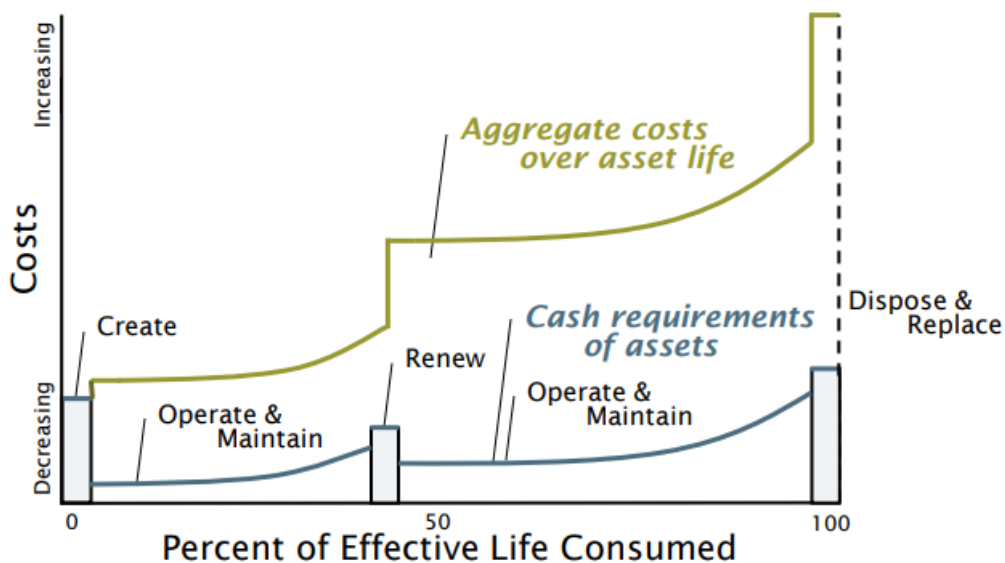 Increasing
Costs
Decreasing
Aggregate costs
over asset life
Create
Operate &
Maintain
Renew
Cash requirements
of assets
Operate &
Maintain
Dispose &
Replace
0
50
100
Percent of Effective Life Consumed